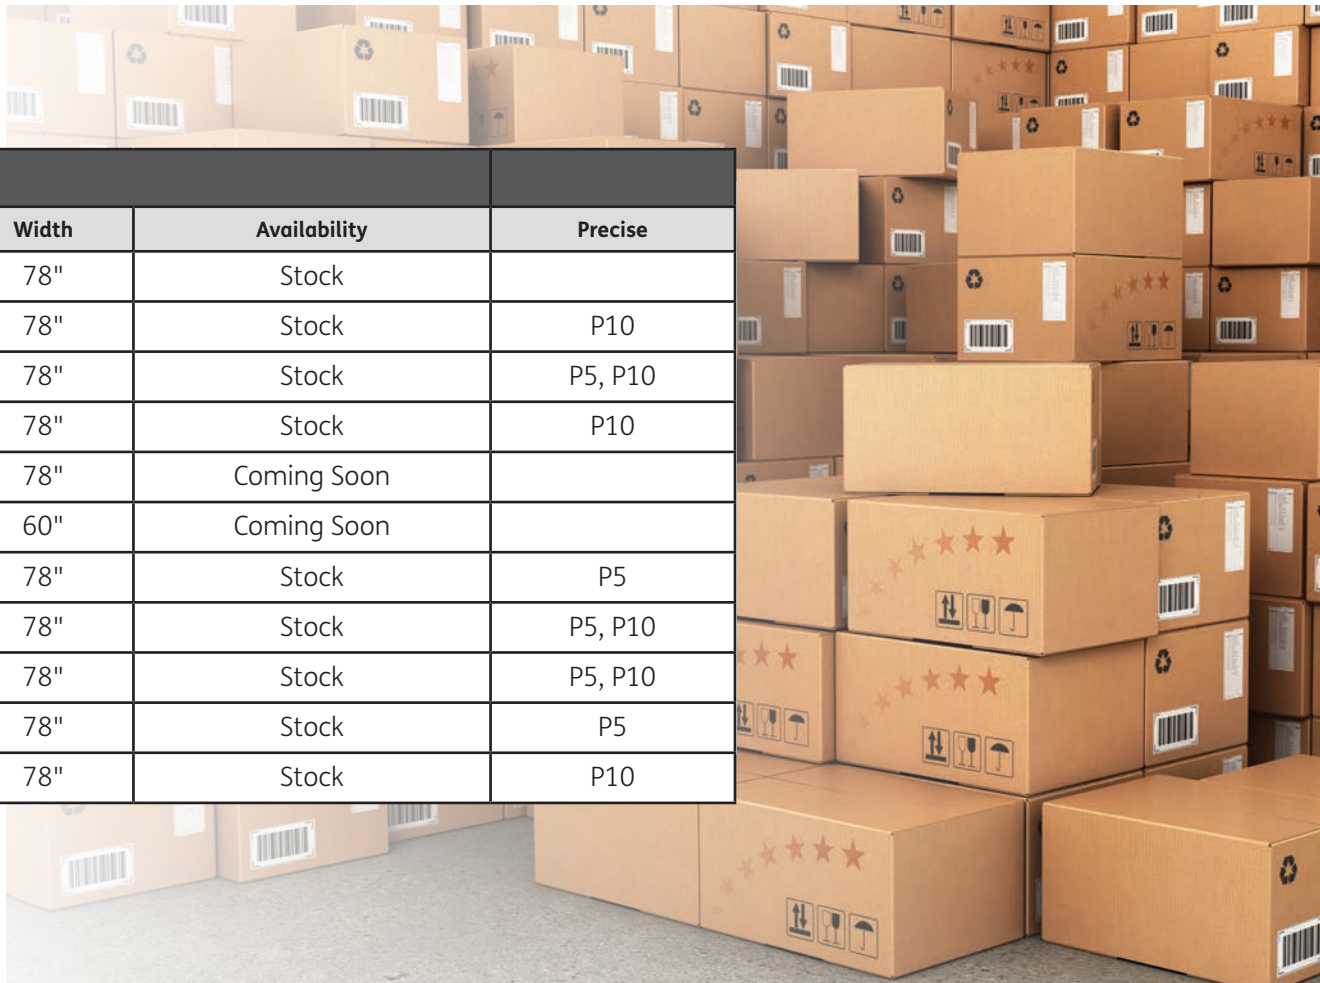 Width Availability Precise
78" Stock
78" Stock P10
78" Stock P5, P10
78" Stock P10
78" Coming Soon
60" Coming Soon
78" Stock P5
78" Stock P5, P10
78" Stock P5, P10
78" Stock P5
78" Stock P10